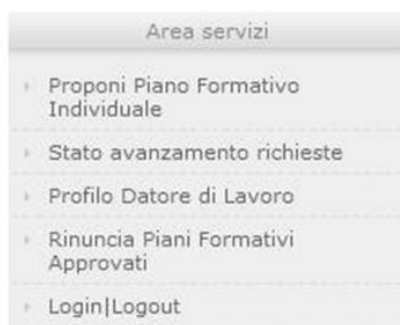 Area servizi
Proponi Piano Formativo
Individuale
Stato avanzamento richieste
Profilo Datore di Lavoro
Rinuncia Piani Formativi
Approvati
Login|Logout